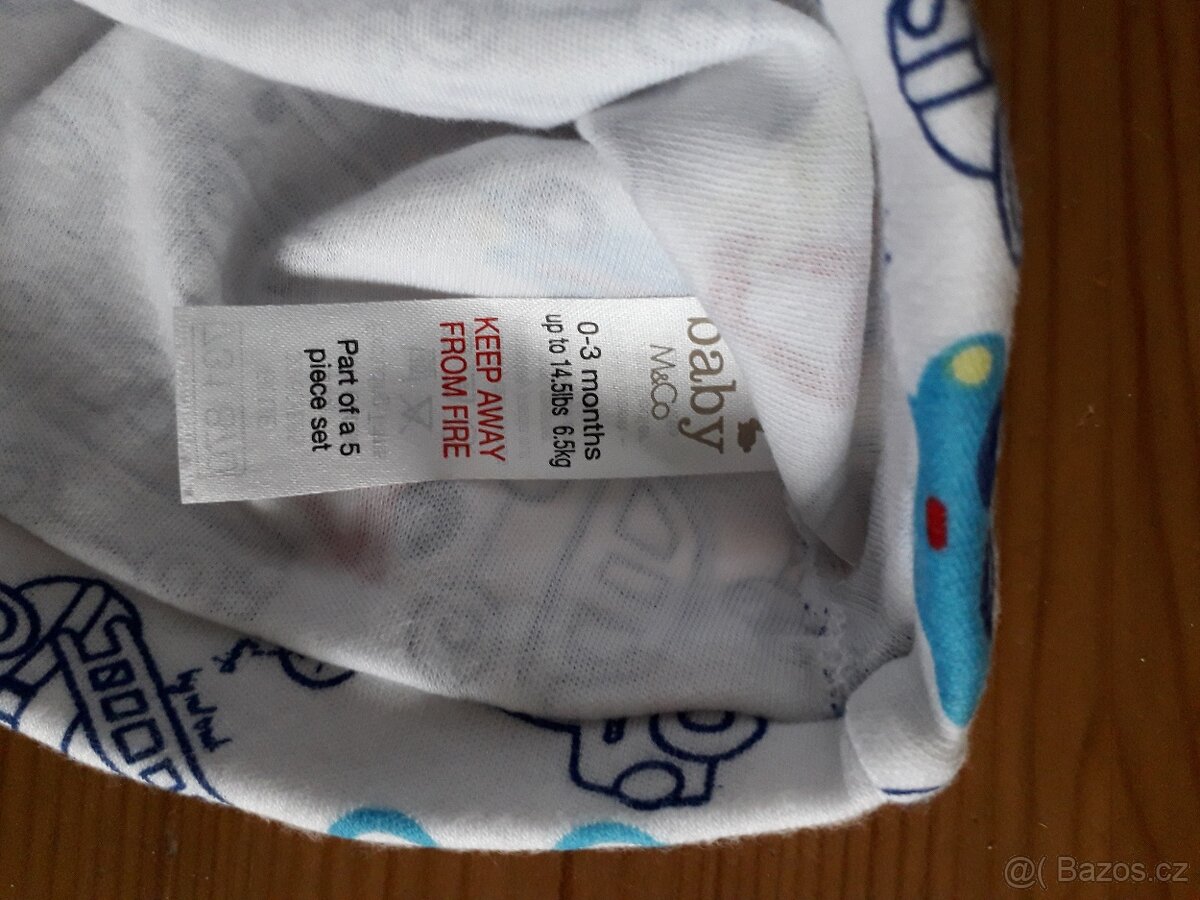 baby
M&Co
0-3 months
up to 14.5lbs 6.5kg
KEEP AWAY
FROM FIRE
Part of a 5
piece set
@( Bazos.cz